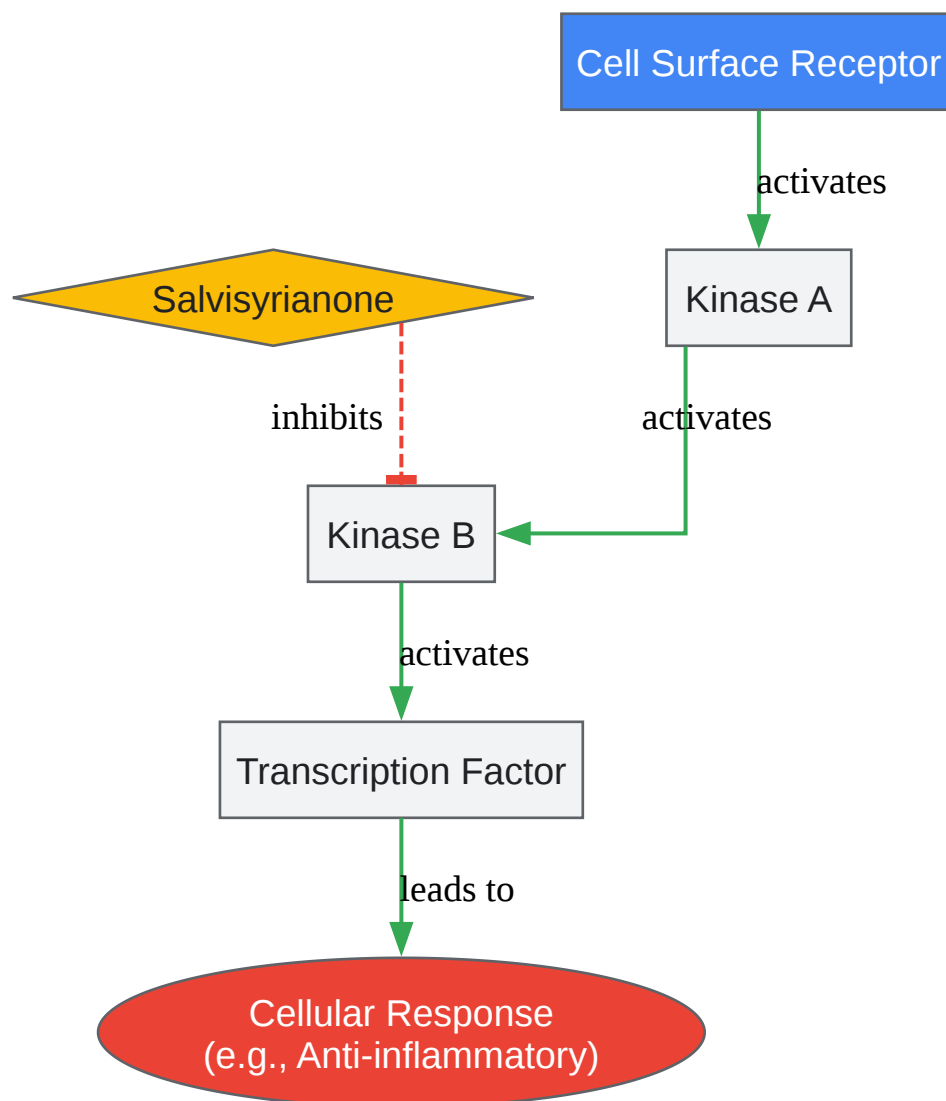 Cell Surface Receptor
activates
Salvisyrianone
Kinase A
inhibits
activates
Kinase B
activates
Transcription Factor
leads to
Cellular Response
(e.g., Anti-inflammatory)